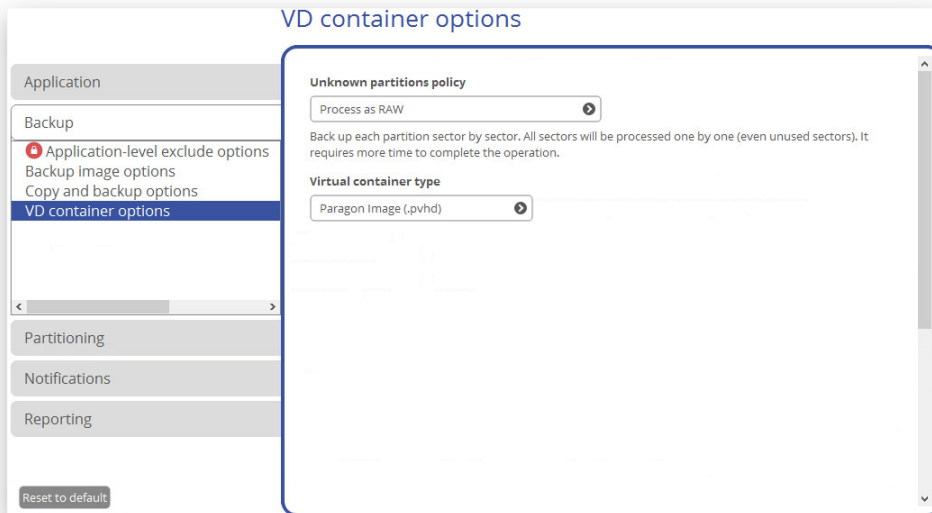 VD container options
Application
Backup
Application-level exclude options
Backup image options
Copy and backup options
VD container options
Partitioning
Notifications
Reporting
Reset to default
Unknown partitions policy
Process as RAW
Back up each partition sector by sector. All sectors will be processed one by one (even unused sectors). It
requires more time to complete the operation.
Virtual container type
Paragon Image (.pvhd)